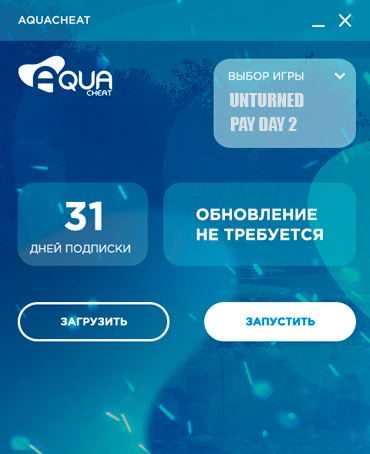 AQUACHEAT
AQUA
CHEAT
ВЫБОР ИГРЫ
UNTURNED
PAY DAY 2
31
ДНЕЙ ПОДПИСКИ
ОБНОВЛЕНИЕ
НЕ ТРЕБУЕТСЯ
ЗАГРУЗИТЬ
ЗАПУСТИТЬ